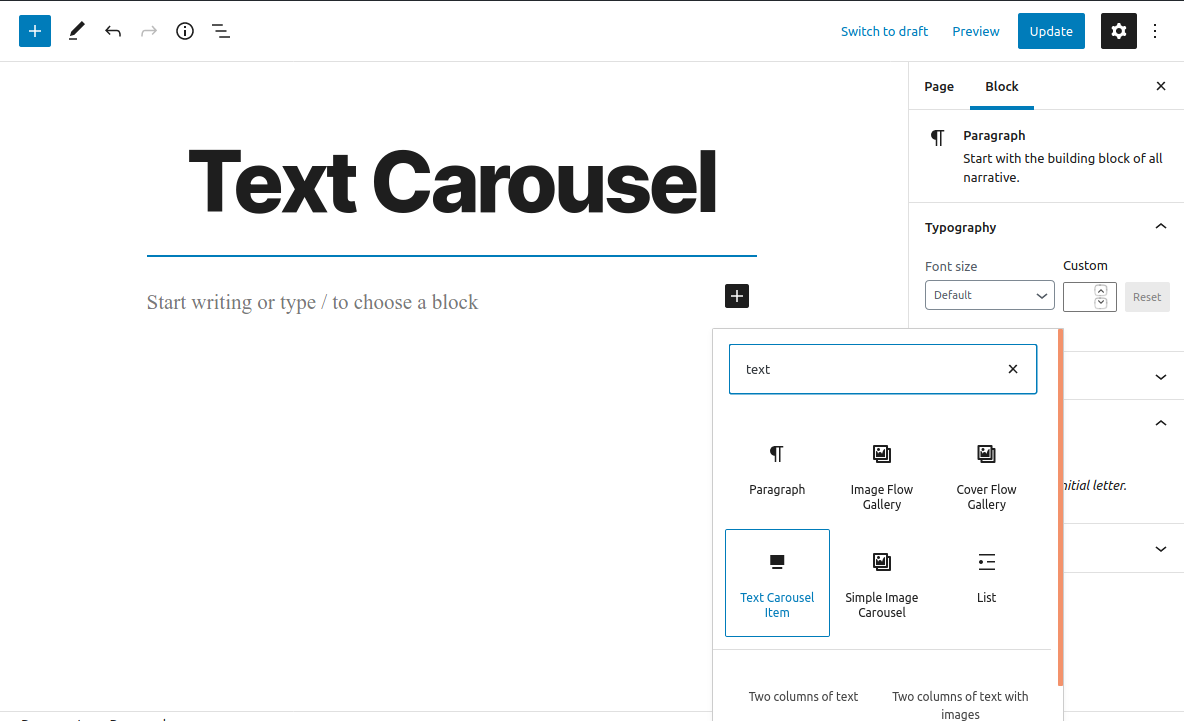 Switch to draft
Preview
Update
Page
Block
Paragraph
Start with the building block of all
narrative.
Text Carousel
Typography
Font size
Custom
Default
Reset
Start writing or type / to choose a block
text
Paragraph
Image Flow
Gallery
Cover Flow
Gallery
initial letter.
Text Carousel
Item
Simple Image
Carousel
List
Two columns of text
Two columns of text with
images